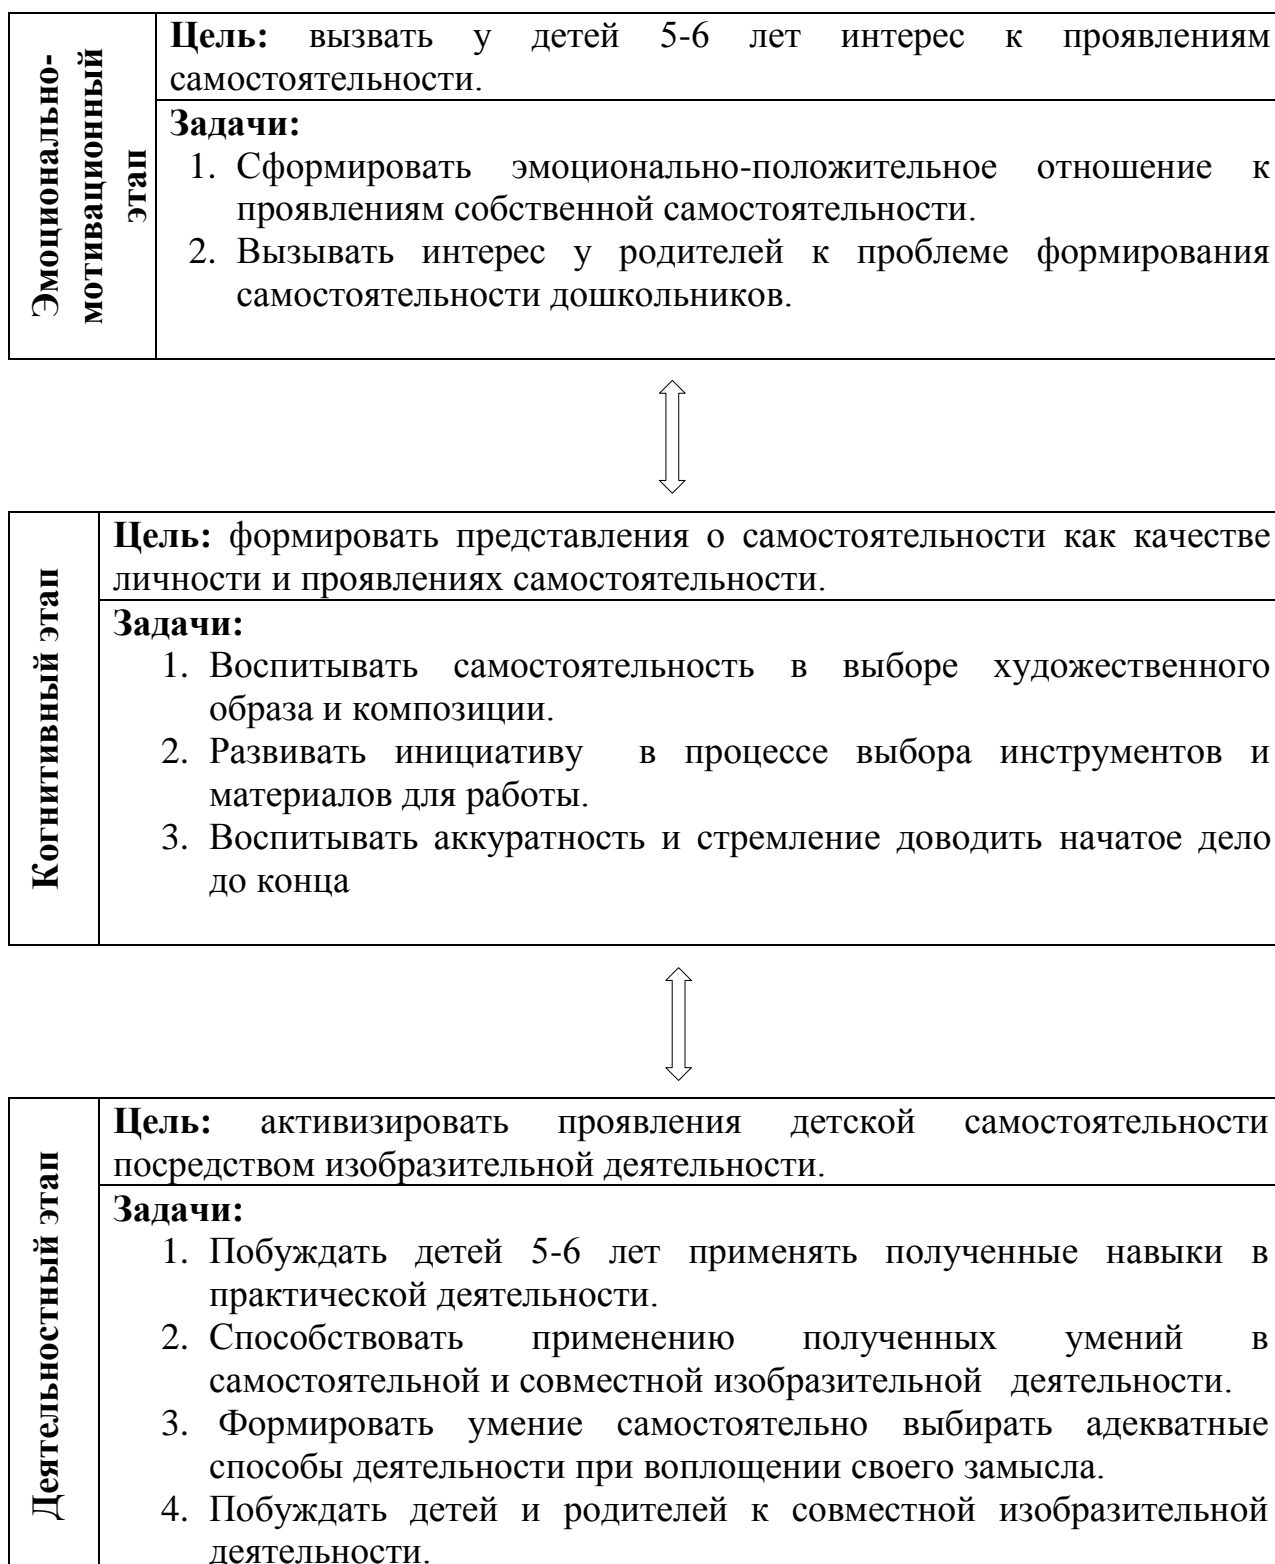 Эмоционально-
мотивационный
этап
Цель: вызвать у детей 5-6 лет интерес к проявлениям
самостоятельности.
Задачи:
1. Сформировать эмоционально-положительное отношение к
проявлениям собственной самостоятельности.
2. Вызывать интерес у родителей к проблеме формирования
самостоятельности дошкольников.
Когнитивный этап
Цель: формировать представления о самостоятельности как качестве
личности и проявлениях самостоятельности.
Задачи:
1. Воспитывать самостоятельность в выборе художественного
образа и композиции.
2. Развивать инициативу в процессе выбора инструментов и
материалов для работы.
3. Воспитывать аккуратность и стремление доводить начатое дело
до конца
Деятельностный этап
Цель: активизировать проявления детской самостоятельности
посредством изобразительной деятельности.
Задачи:
1. Побуждать детей 5-6 лет применять полученные навыки в
практической деятельности.
2. Способствовать применению полученных умений в
самостоятельной и совместной изобразительной деятельности.
3. Формировать умение самостоятельно выбирать адекватные
способы деятельности при воплощении своего замысла.
4. Побуждать детей и родителей к совместной изобразительной
деятельности.